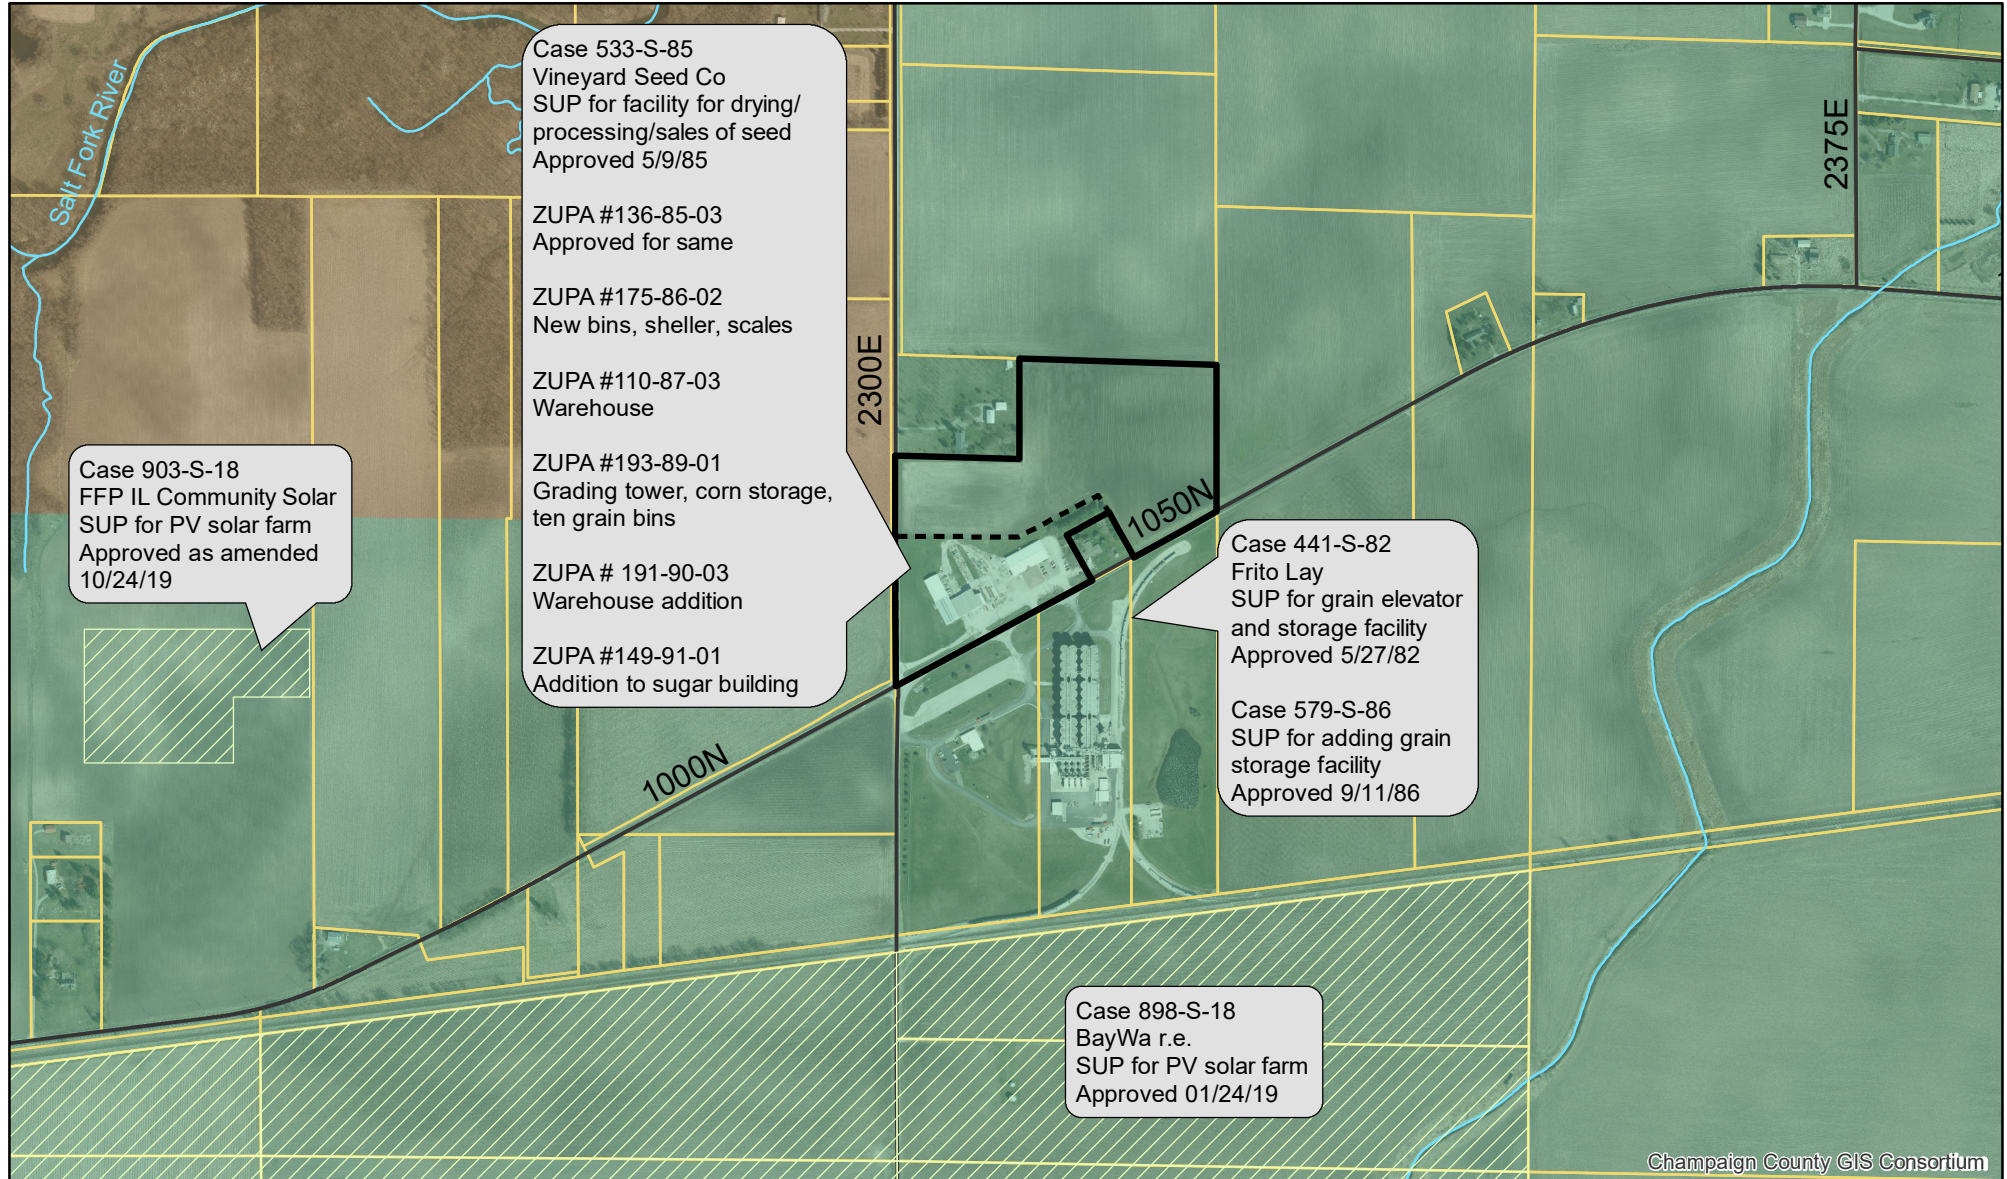 Salt Fork River
Case 533-S-85
Vineyard Seed Co
SUP for facility for drying/
processing/sales of seed
Approved 5/9/85
ZUPA #136-85-03
Approved for same
ZUPA #175-86-02
New bins, sheller, scales
ZUPA #110-87-03
Warehouse
ZUPA #193-89-01
Grading tower, corn storage,
ten grain bins
ZUPA # 191-90-03
Warehouse addition
ZUPA #149-91-01
Addition to sugar building
2300E
2375E
Case 903-S-18
FFP IL Community Solar
SUP for PV solar farm
Approved as amended
10/24/19
1050N
Case 441-S-82
Frito Lay
SUP for grain elevator
and storage facility
Approved 5/27/82
Case 579-S-86
SUP for adding grain
storage facility
Approved 9/11/86
1000N
Case 898-S-18
BayWa r.e.
SUP for PV solar farm
Approved 01/24/19
Champaign County GIS Consortium